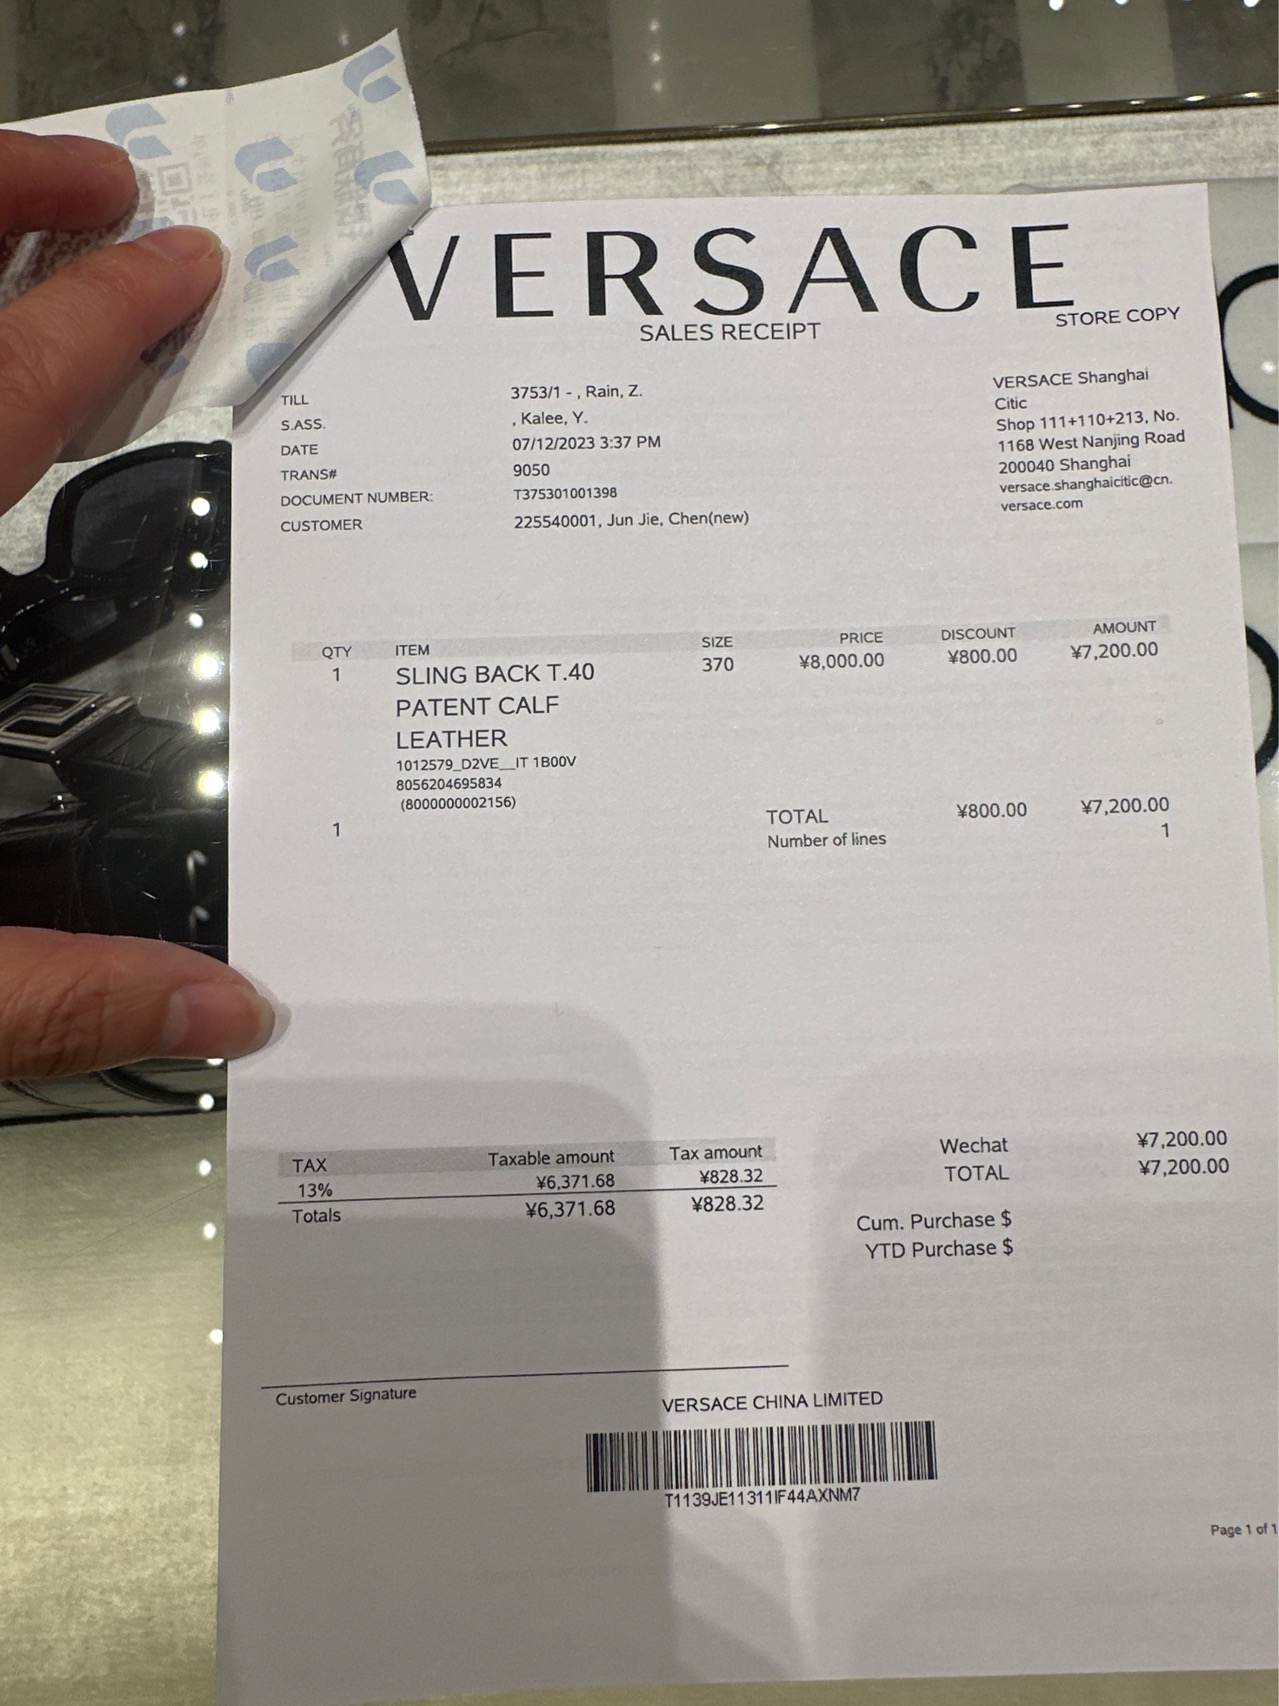 VERSACE
SALES RECEIPT
STORE COPY
TILL 3753/1 - , Rain, Z.
S.ASS. , Kalee, Y.
DATE 07/12/2023 3:37 PM
TRANS# 9050
DOCUMENT NUMBER: T375301001398
CUSTOMER 225540001, Jun Jie, Chen(new)
VERSACE Shanghai
Citic
Shop 111+110+213, No.
1168 West Nanjing Road
200040 Shanghai
versace.shanghaicitic@cn.
versace.com
QTY ITEM SIZE PRICE DISCOUNT AMOUNT
1 SLING BACK T.40 370 ¥8,000.00 ¥800.00 ¥7,200.00
PATENT CALF
LEATHER
1012579_D2VE__IT 1B00V
8056204695834
(8000000002156)
TOTAL ¥800.00 ¥7,200.00
1 Number of lines 1
TAX Taxable amount Tax amount
13% ¥6,371.68 ¥828.32
Totals ¥6,371.68 ¥828.32
Wechat ¥7,200.00
TOTAL ¥7,200.00
Cum. Purchase $
YTD Purchase $
Customer Signature
VERSACE CHINA LIMITED
T1139JE11311IF44AXNM7
Page 1 of 1